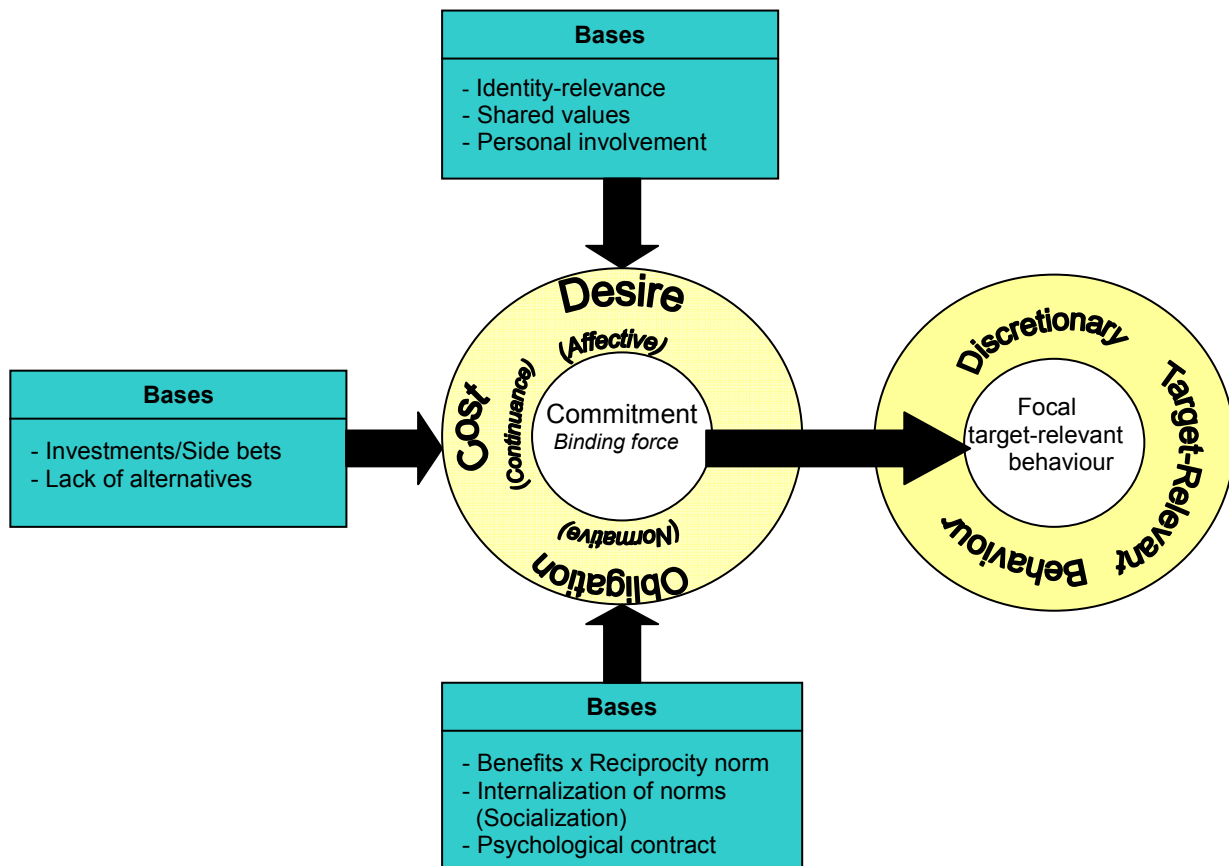 Bases
- Identity-relevance
- Shared values
- Personal involvement
Bases
- Investments/Side bets
- Lack of alternatives
Desire
(Affective)
Cost
(Continuance)
Commitment
Binding force
(Normative)
Obligation
Discretionary
Target-Relevant
Behaviour
Focal
target-relevant
behaviour
Bases
- Benefits x Reciprocity norm
- Internalization of norms
(Socialization)
- Psychological contract